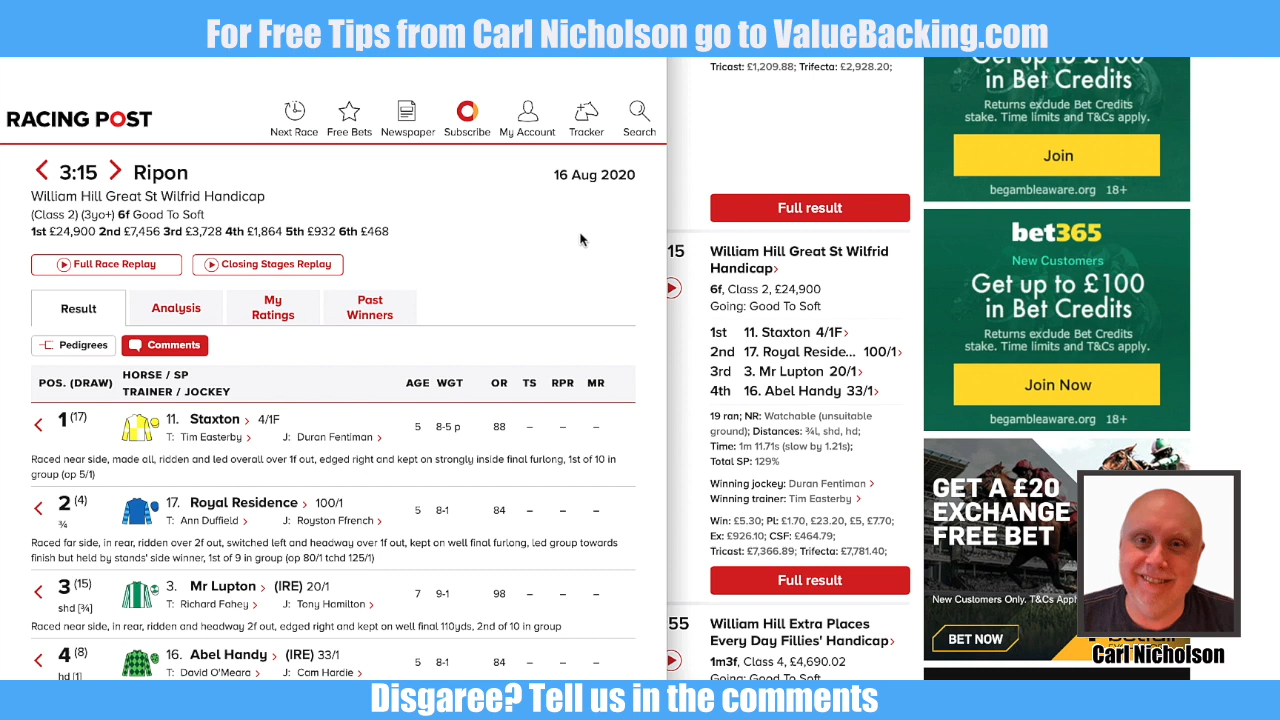 For Free Tips from Carl Nicholson go to ValueBacking.com
RACING POST
Next Race
Free Bets
Newspaper
Subscribe
My Account
Tracker
Search
3:15 Ripon
16 Aug 2020
William Hill Great St Wilfrid Handicap
(Class 2) (3yo+) 6f Good To Soft
1st £24,900 2nd £7,456 3rd £3,728 4th £1,864 5th £932 6th £468
Full Race Replay
Closing Stages Replay
Result
Analysis
My
Ratings
Past
Winners
Pedigrees
Comments
POS. (DRAW)
HORSE / SP
TRAINER / JOCKEY
AGE WGT OR TS RPR MR
1 (17) 11. Staxton 4/1F 5 8-5 p 88 – – –
T: Tim Easterby J: Duran Fentiman
Raced near side, made all, ridden and led overall over 1f out, edged right and kept on strongly inside final furlong, 1st of 10 in
group (op 5/1)
2 (4) 17. Royal Residence 100/1 5 8-1 84 – – –
¾ T: Ann Duffield J: Royston Ffrench
Raced far side, in rear, ridden over 2f out, switched left and headway over 1f out, kept on well final furlong, led group towards
finish but held by stands' side winner, 1st of 9 in group (op 80/1 tchd 125/1)
3 (15) 3. Mr Lupton (IRE) 20/1 7 9-1 98 – – –
shd [¾] T: Richard Fahey J: Tony Hamilton
Raced near side, in rear, ridden and headway 2f out, edged right and kept on well final 110yds, 2nd of 10 in group
4 (8) 16. Abel Handy (IRE) 33/1 5 8-1 84 – – –
hd [1] T: David O'Meara J: Cam Hardie
Tricast: £1,209.88; Trifecta: £2,928.20;
Full result
15 William Hill Great St Wilfrid
Handicap
6f, Class 2, £24,900
Going: Good To Soft
1st 11. Staxton 4/1F
2nd 17. Royal Reside... 100/1
3rd 3. Mr Lupton 20/1
4th 16. Abel Handy 33/1
19 ran; NR: Watchable (unsuitable
ground); Distances: ¾l, shd, hd;
Time: 1m 11.71s (slow by 1.21s);
Total SP: 129%
Winning jockey: Duran Fentiman
Winning trainer: Tim Easterby
Win: £5.30; Pl: £1.70, £23.20, £5, £7.70;
Ex: £926.10; CSF: £464.79;
Tricast: £7,366.89; Trifecta: £7,781.40;
Full result
55 William Hill Extra Places
Every Day Fillies' Handicap
1m3f, Class 4, £4,690.02
Going: Good To Soft
Get up to £100
in Bet Credits
Returns exclude Bet Credits
stake. Time limits and T&Cs apply.
Join
begambleaware.org 18+
bet365
New Customers
Get up to £100
in Bet Credits
Returns exclude Bet Credits
stake. Time limits and T&Cs apply.
Join Now
begambleaware.org 18+
GET A £20
EXCHANGE
FREE BET
New Customers Only. T&Cs Appl
BET NOW
Carl Nicholson
Disgaree? Tell us in the comments